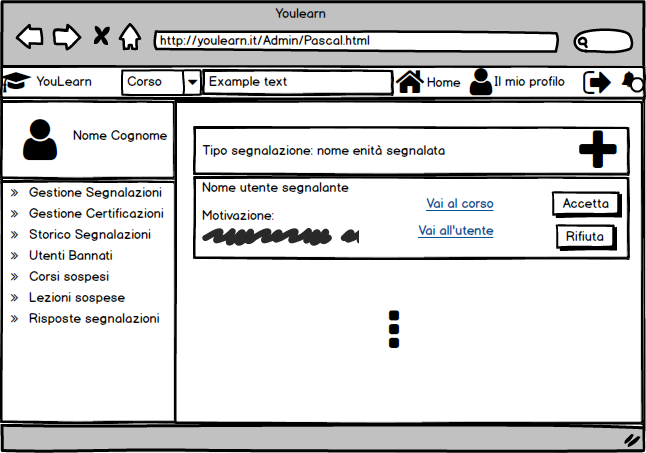 Youlearn
http://youlearn.it/Admin/Pascal.html
YouLearn
Corso
Example text
Home
Il mio profilo
Nome Cognome
Gestione Segnalazioni
Gestione Certificazioni
Storico Segnalazioni
Utenti Bannati
Corsi sospesi
Lezioni sospese
Risposte segnalazioni
Tipo segnalazione: nome enità segnalata
Nome utente segnalante
Motivazione:
Vai al corso
Vai all'utente
Accetta
Rifiuta